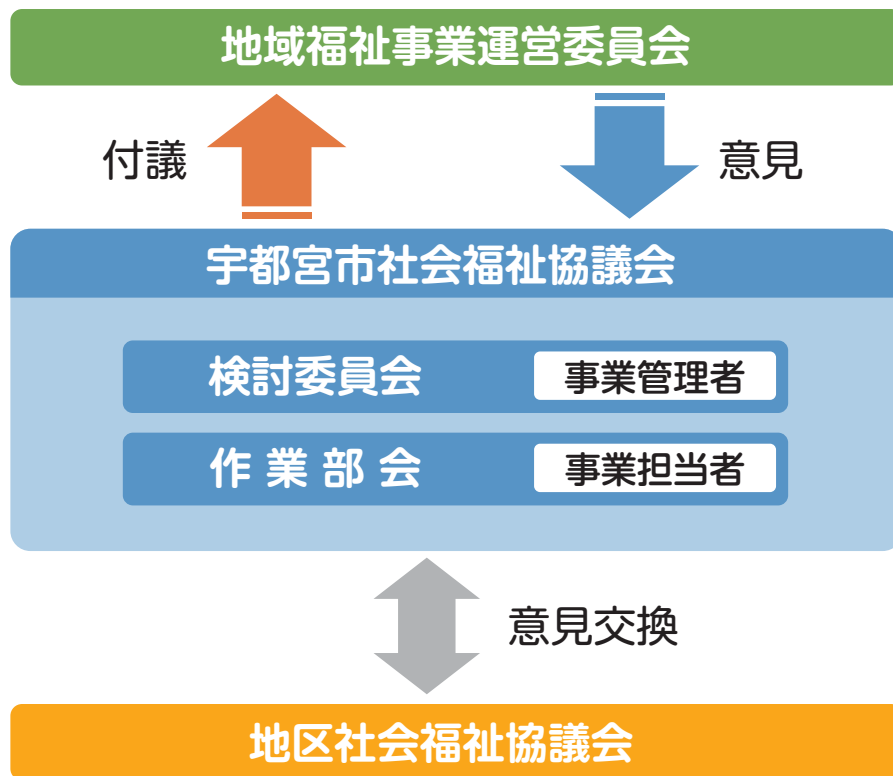 地域福祉事業運営委員会
付議
意見
宇都宮市社会福祉協議会
検討委員会 事業管理者
作業部会 事業担当者
意見交換
地区社会福祉協議会